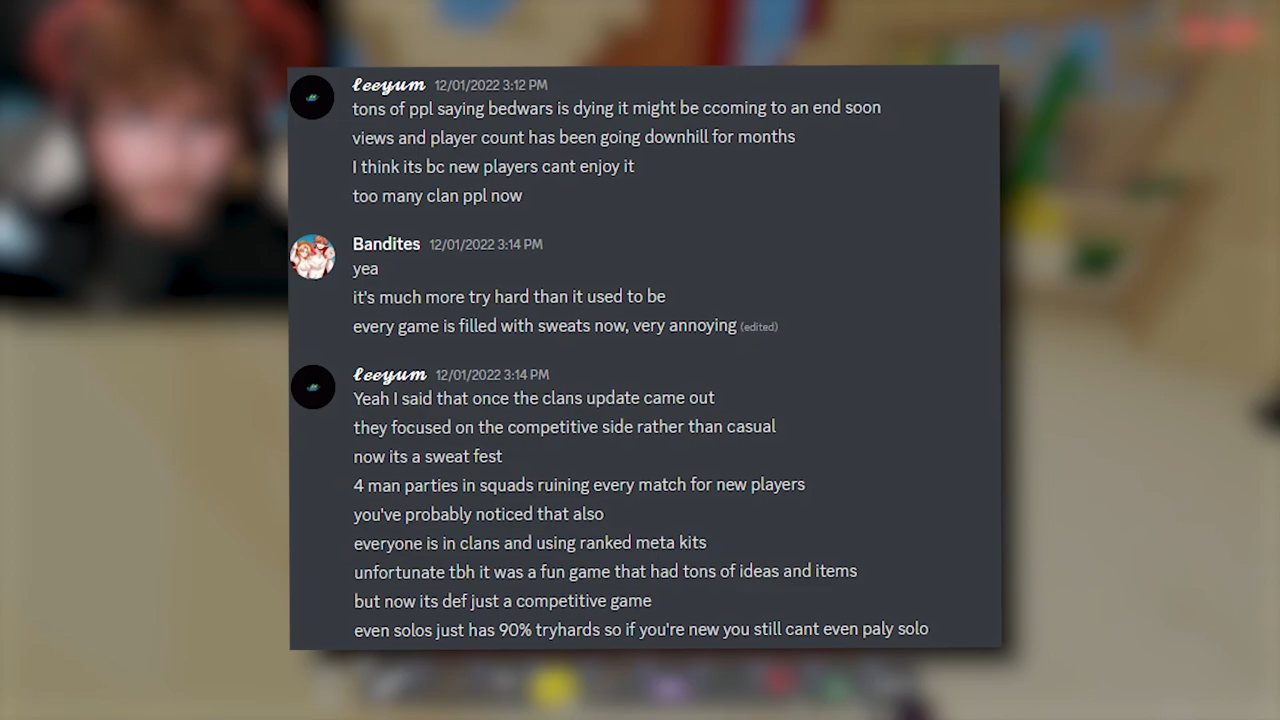 leeyum 12/01/2022 3:12 PM
tons of ppl saying bedwars is dying it might be ccoming to an end soon
views and player count has been going downhill for months
I think its bc new players cant enjoy it
too many clan ppl now
Bandites 12/01/2022 3:14 PM
yea
it's much more try hard than it used to be
every game is filled with sweats now, very annoying (edited)
leeyum 12/01/2022 3:14 PM
Yeah I said that once the clans update came out
they focused on the competitive side rather than casual
now its a sweat fest
4 man parties in squads ruining every match for new players
you've probably noticed that also
everyone is in clans and using ranked meta kits
unfortunate tbh it was a fun game that had tons of ideas and items
but now its def just a competitive game
even solos just has 90% tryhards so if you're new you still cant even paly solo